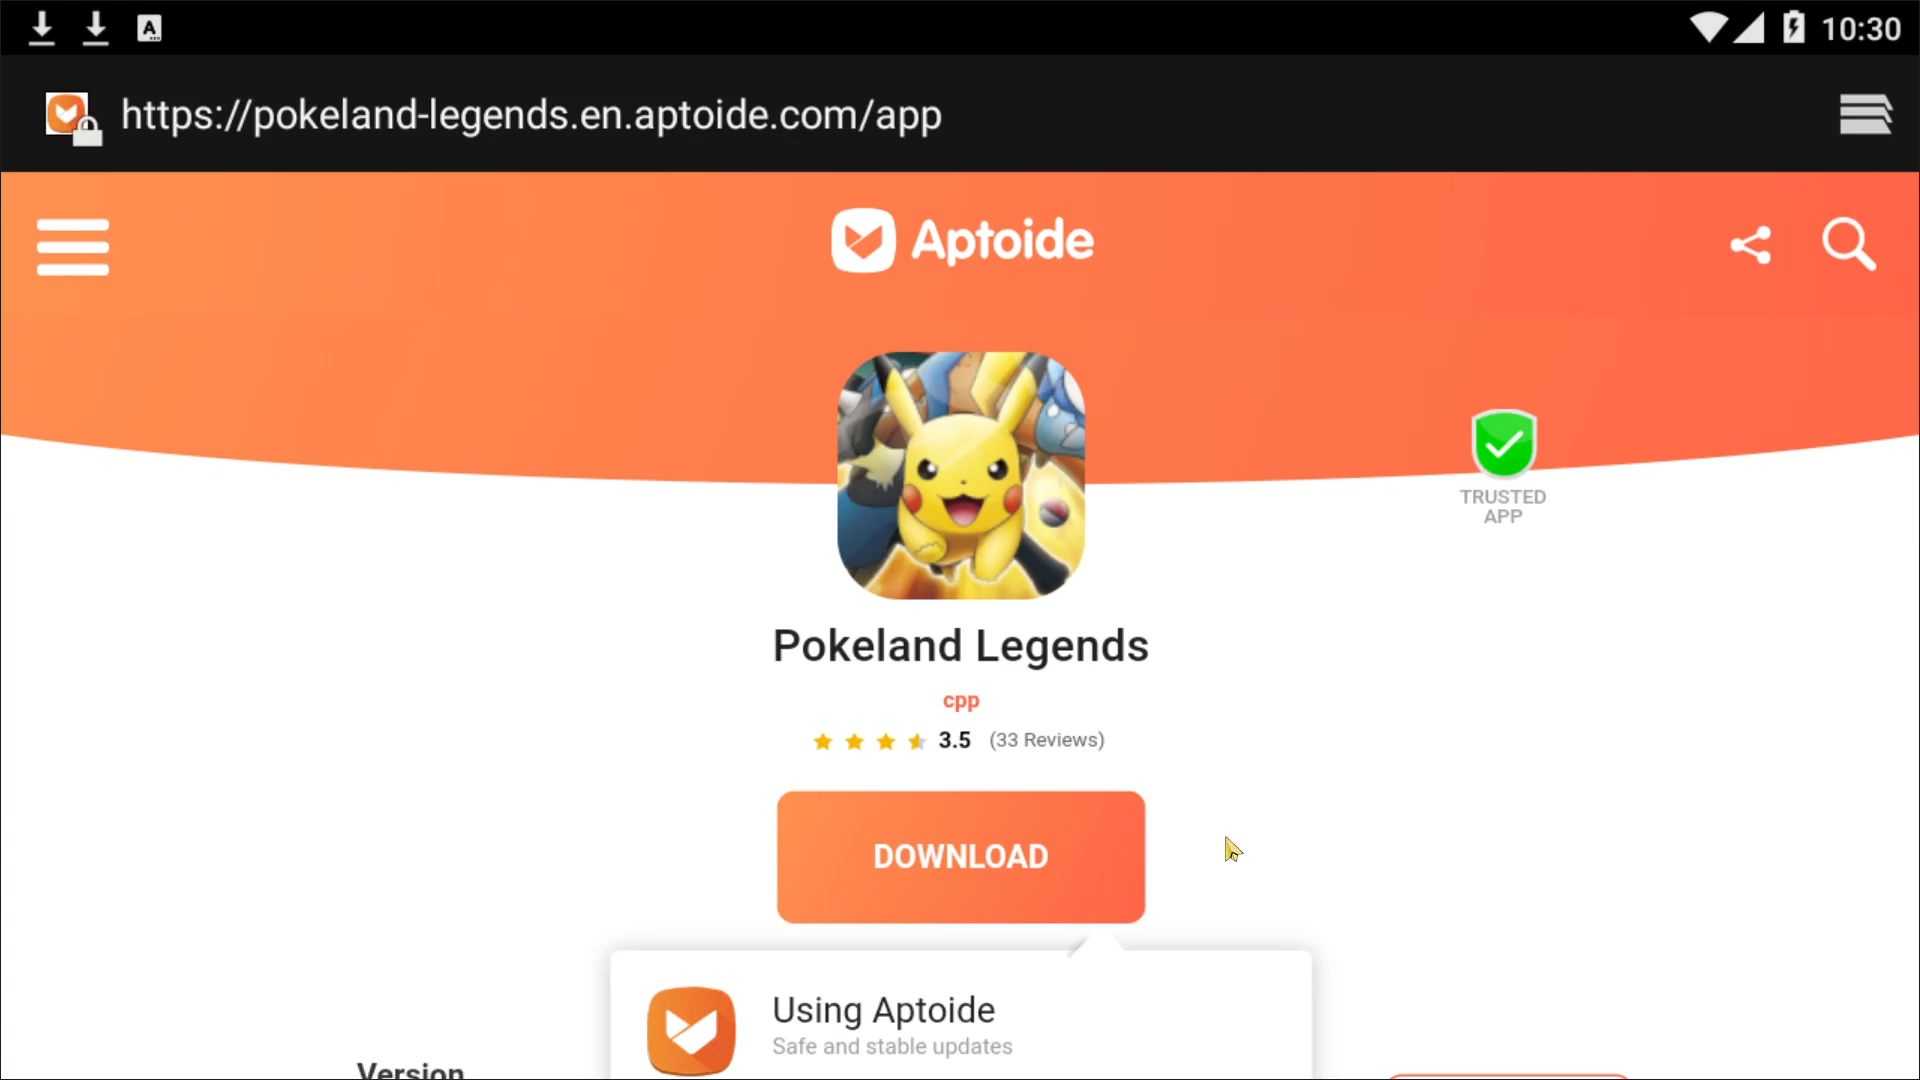 A
10:30
https://pokeland-legends.en.aptoide.com/app
Aptoide
TRUSTED
APP
Pokeland Legends
cpp
3.5 (33 Reviews)
DOWNLOAD
Using Aptoide
Safe and stable updates
Version